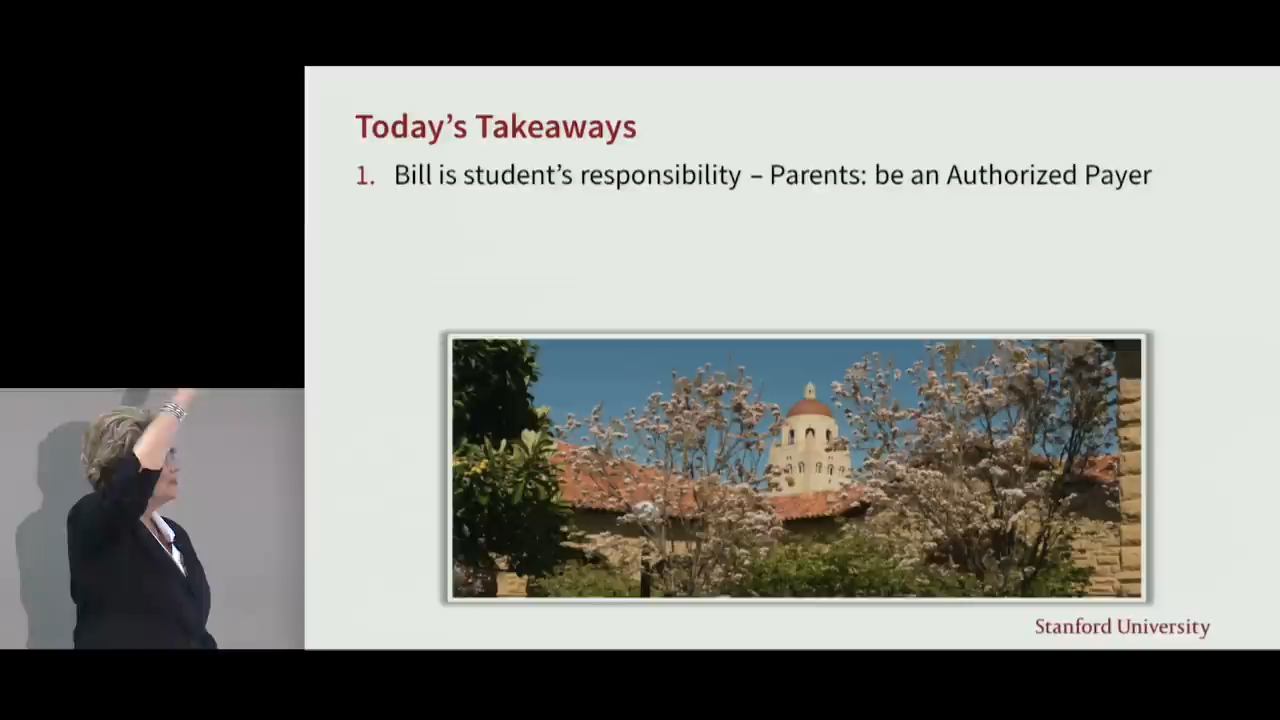 Today’s Takeaways
1. Bill is student’s responsibility – Parents: be an Authorized Payer
Stanford University